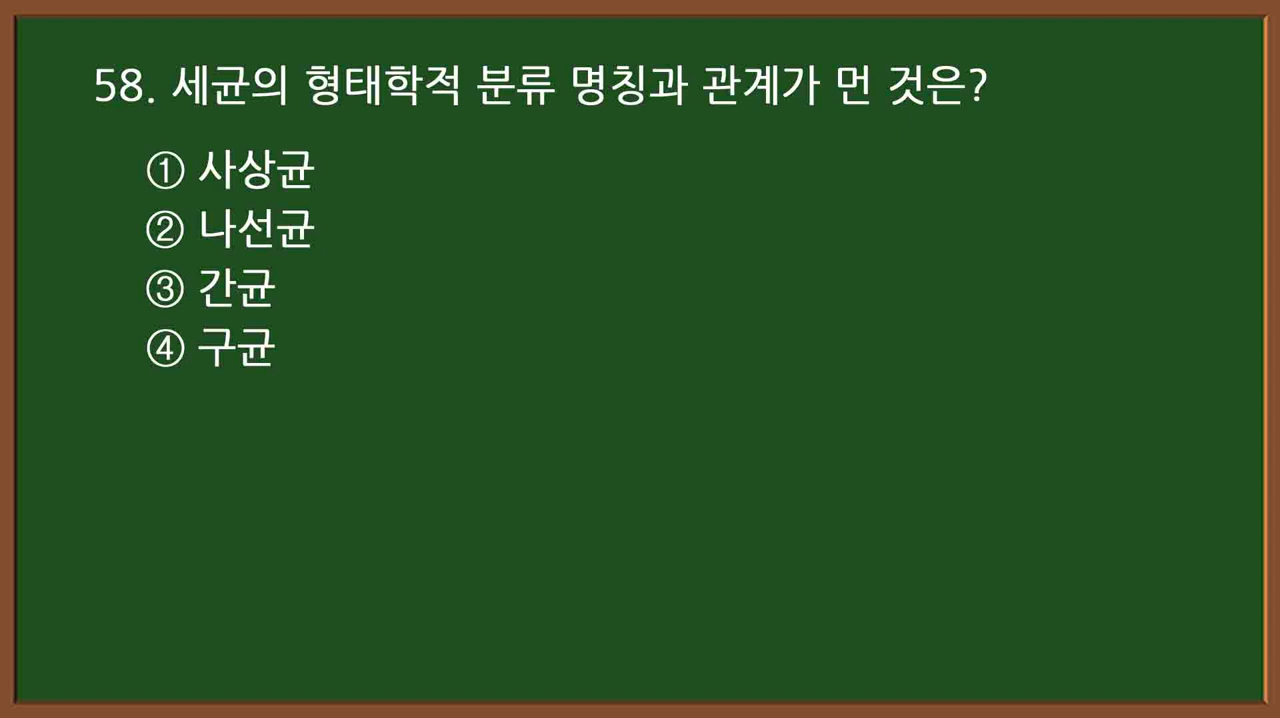 58. 세균의 형태학적 분류 명칭과 관계가 먼 것은?
① 사상균
② 나선균
③ 간균
④ 구균